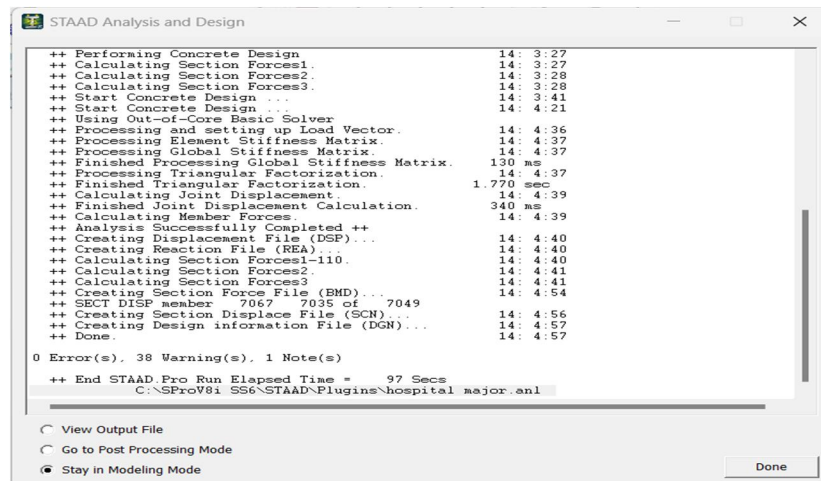 STAAD Analysis and Design
++ Performing Concrete Design 14: 3:27
++ Calculating Section Forces1. 14: 3:27
++ Calculating Section Forces2. 14: 3:28
++ Calculating Section Forces3. 14: 3:28
++ Start Concrete Design ... 14: 3:41
++ Start Concrete Design ... 14: 4:21
++ Using Out-of-Core Basic Solver
++ Processing and setting up Load Vector. 14: 4:36
++ Processing Element Stiffness Matrix. 14: 4:37
++ Processing Global Stiffness Matrix. 14: 4:37
++ Finished Processing Global Stiffness Matrix. 130 ms
++ Processing Triangular Factorization. 14: 4:37
++ Finished Triangular Factorization. 1.770 sec
++ Calculating Joint Displacement. 14: 4:39
++ Finished Joint Displacement Calculation. 340 ms
++ Calculating Member Forces. 14: 4:39
++ Analysis Successfully Completed ++
++ Creating Displacement File (DSP)... 14: 4:40
++ Creating Reaction File (REA)... 14: 4:40
++ Calculating Section Forces1-110. 14: 4:40
++ Calculating Section Forces2. 14: 4:41
++ Calculating Section Forces3 14: 4:41
++ Creating Section Force File (BMD)... 14: 4:54
++ SECT DISP member 7067 7035 of 7049
++ Creating Section Displace File (SCN)... 14: 4:56
++ Creating Design information File (DGN)... 14: 4:57
++ Done. 14: 4:57
0 Error(s), 38 Warning(s), 1 Note(s)
++ End STAAD.Pro Run Elapsed Time = 97 Secs
C:\SProV8i SS6\STAAD\Plugins\hospital major.anl
View Output File
Go to Post Processing Mode
Stay in Modeling Mode
Done